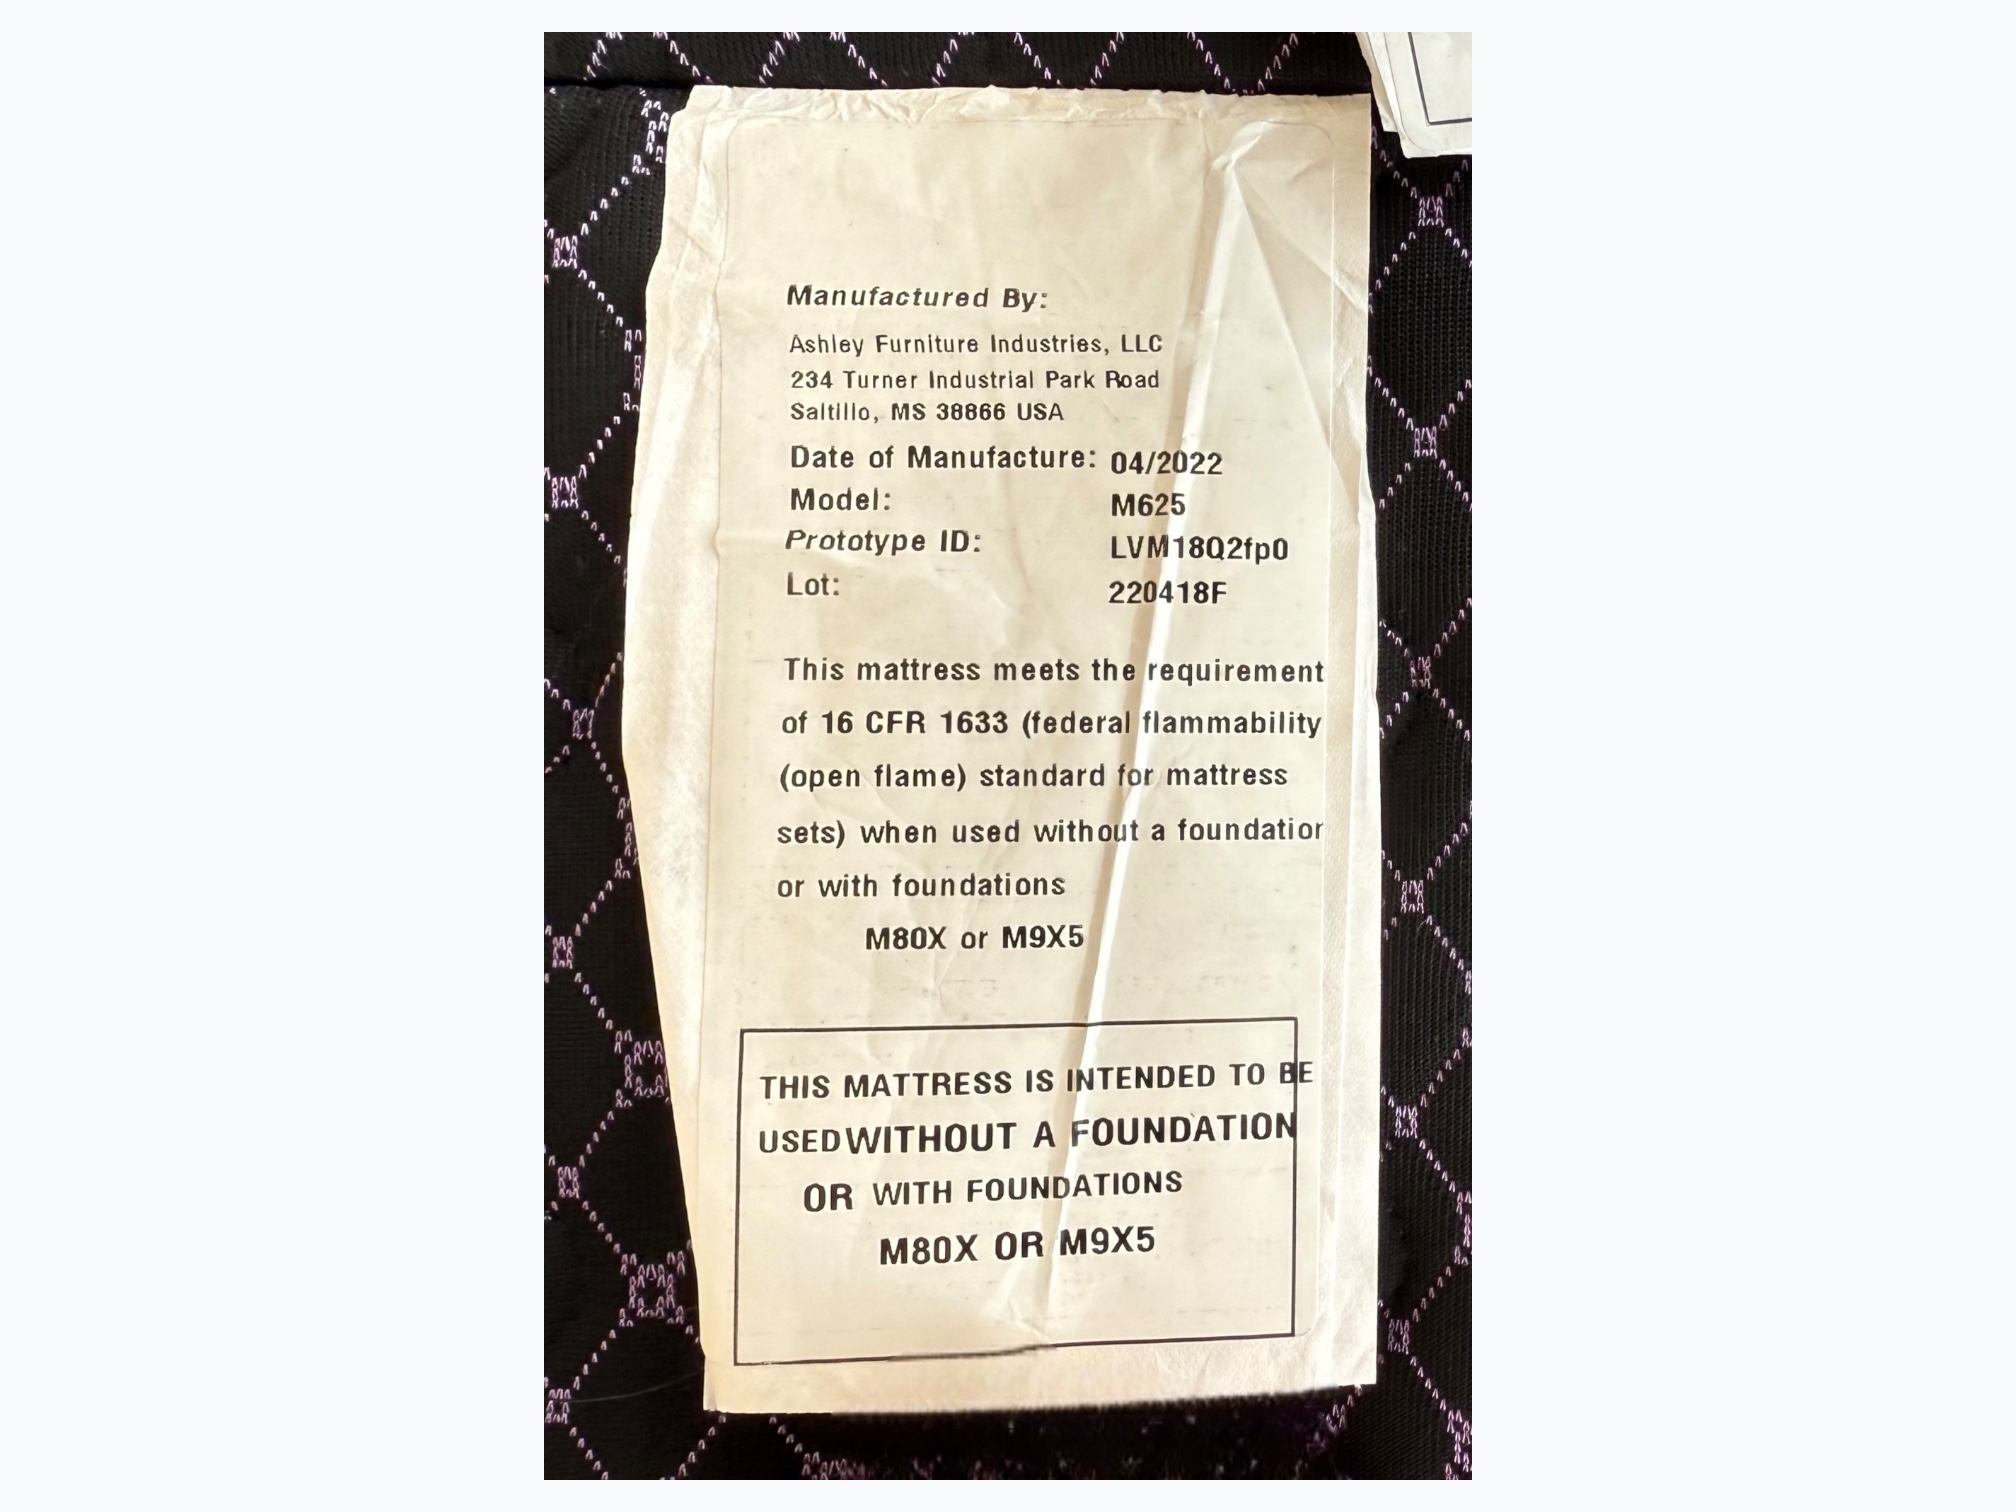 Manufactured By:
Ashley Furniture Industries, LLC
234 Turner Industrial Park Road
Saltillo, MS 38866 USA
Date of Manufacture: 04/2022
Model: M625
Prototype ID: LVM18Q2fp0
Lot: 220418F
This mattress meets the requirement
of 16 CFR 1633 (federal flammability
(open flame) standard for mattress
sets) when used without a foundation
or with foundations
M80X or M9X5
THIS MATTRESS IS INTENDED TO BE
USED WITHOUT A FOUNDATION
OR WITH FOUNDATIONS
M80X OR M9X5